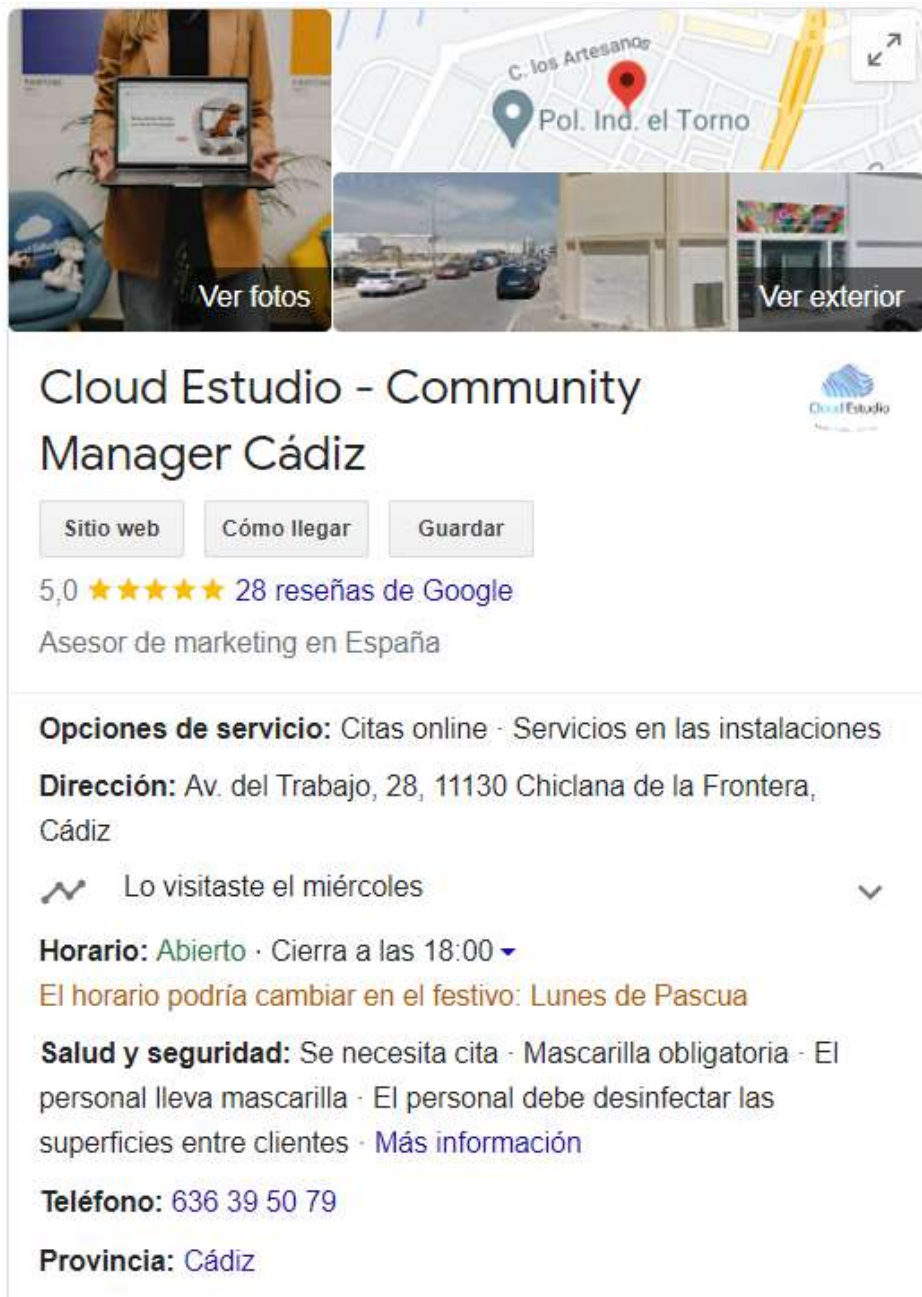 C. los Artesanos
Pol. Ind. el Torno
Ver fotos
Ver exterior
Cloud Estudio - Community
Manager Cádiz
Cloud Estudio
Sitio web
Cómo llegar
Guardar
5,0 28 reseñas de Google
Asesor de marketing en España
Opciones de servicio: Citas online · Servicios en las instalaciones
Dirección: Av. del Trabajo, 28, 11130 Chiclana de la Frontera,
Cádiz
Lo visitaste el miércoles
Horario: Abierto · Cierra a las 18:00
El horario podría cambiar en el festivo: Lunes de Pascua
Salud y seguridad: Se necesita cita · Mascarilla obligatoria · El
personal lleva mascarilla · El personal debe desinfectar las
superficies entre clientes · Más información
Teléfono: 636 39 50 79
Provincia: Cádiz